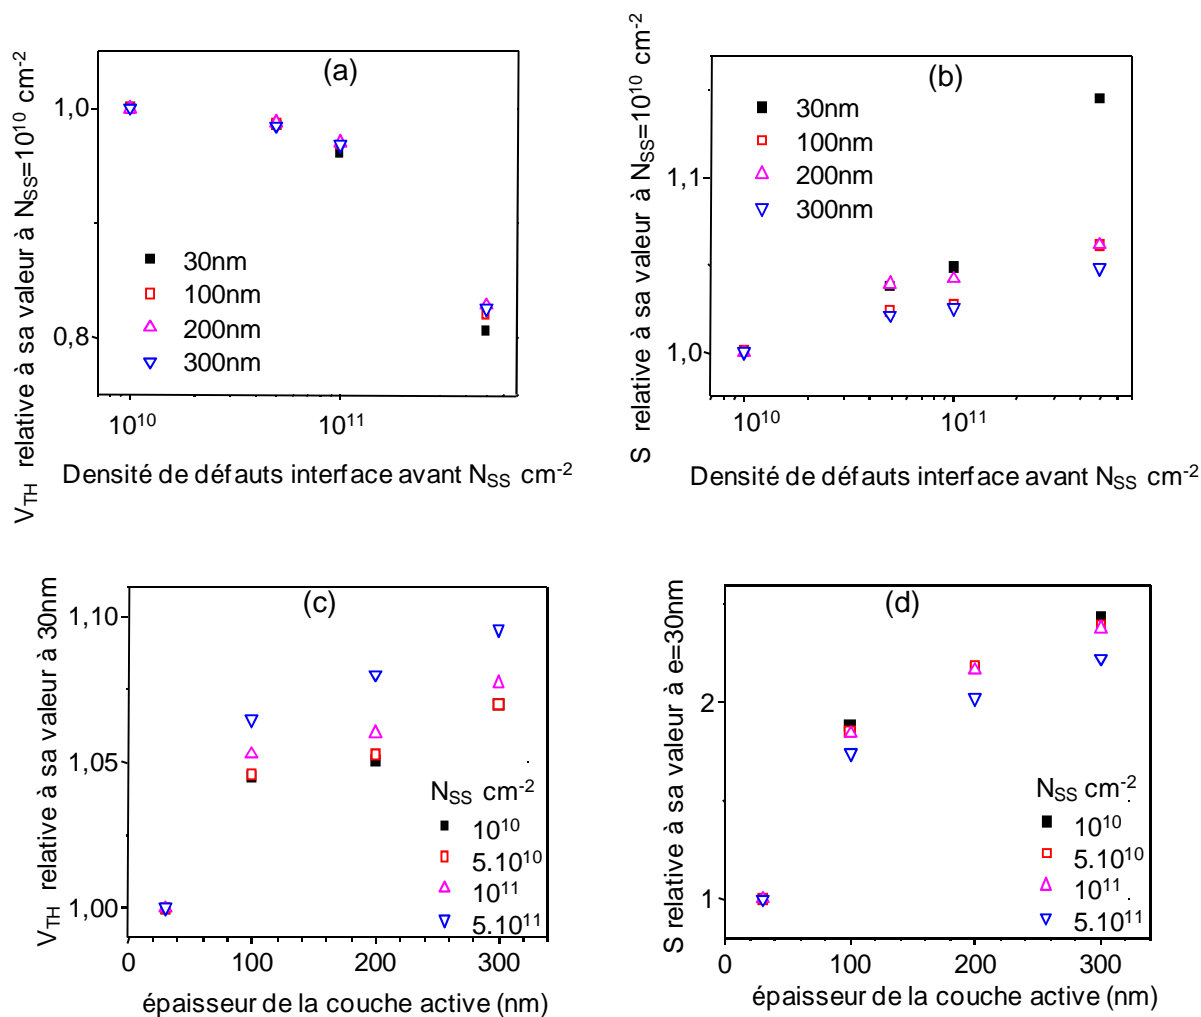 (a)
V_TH relative à sa valeur à N_SS=10^10 cm^-2
1,0
0,8
30nm
100nm
200nm
300nm
10^10
10^11
Densité de défauts interface avant N_SS cm^-2
(b)
S relative à sa valeur à N_SS=10^10 cm^-2
1,1
1,0
30nm
100nm
200nm
300nm
10^10
10^11
Densité de défauts interface avant N_SS cm^-2
(c)
V_TH relative à sa valeur à 30nm
1,10
1,05
1,00
N_SS cm^-2
10^10
5.10^10
10^11
5.10^11
0
100
200
300
épaisseur de la couche active (nm)
(d)
S relative à sa valeur à e=30nm
2
1
N_SS cm^-2
10^10
5.10^10
10^11
5.10^11
0
100
200
300
épaisseur de la couche active (nm)